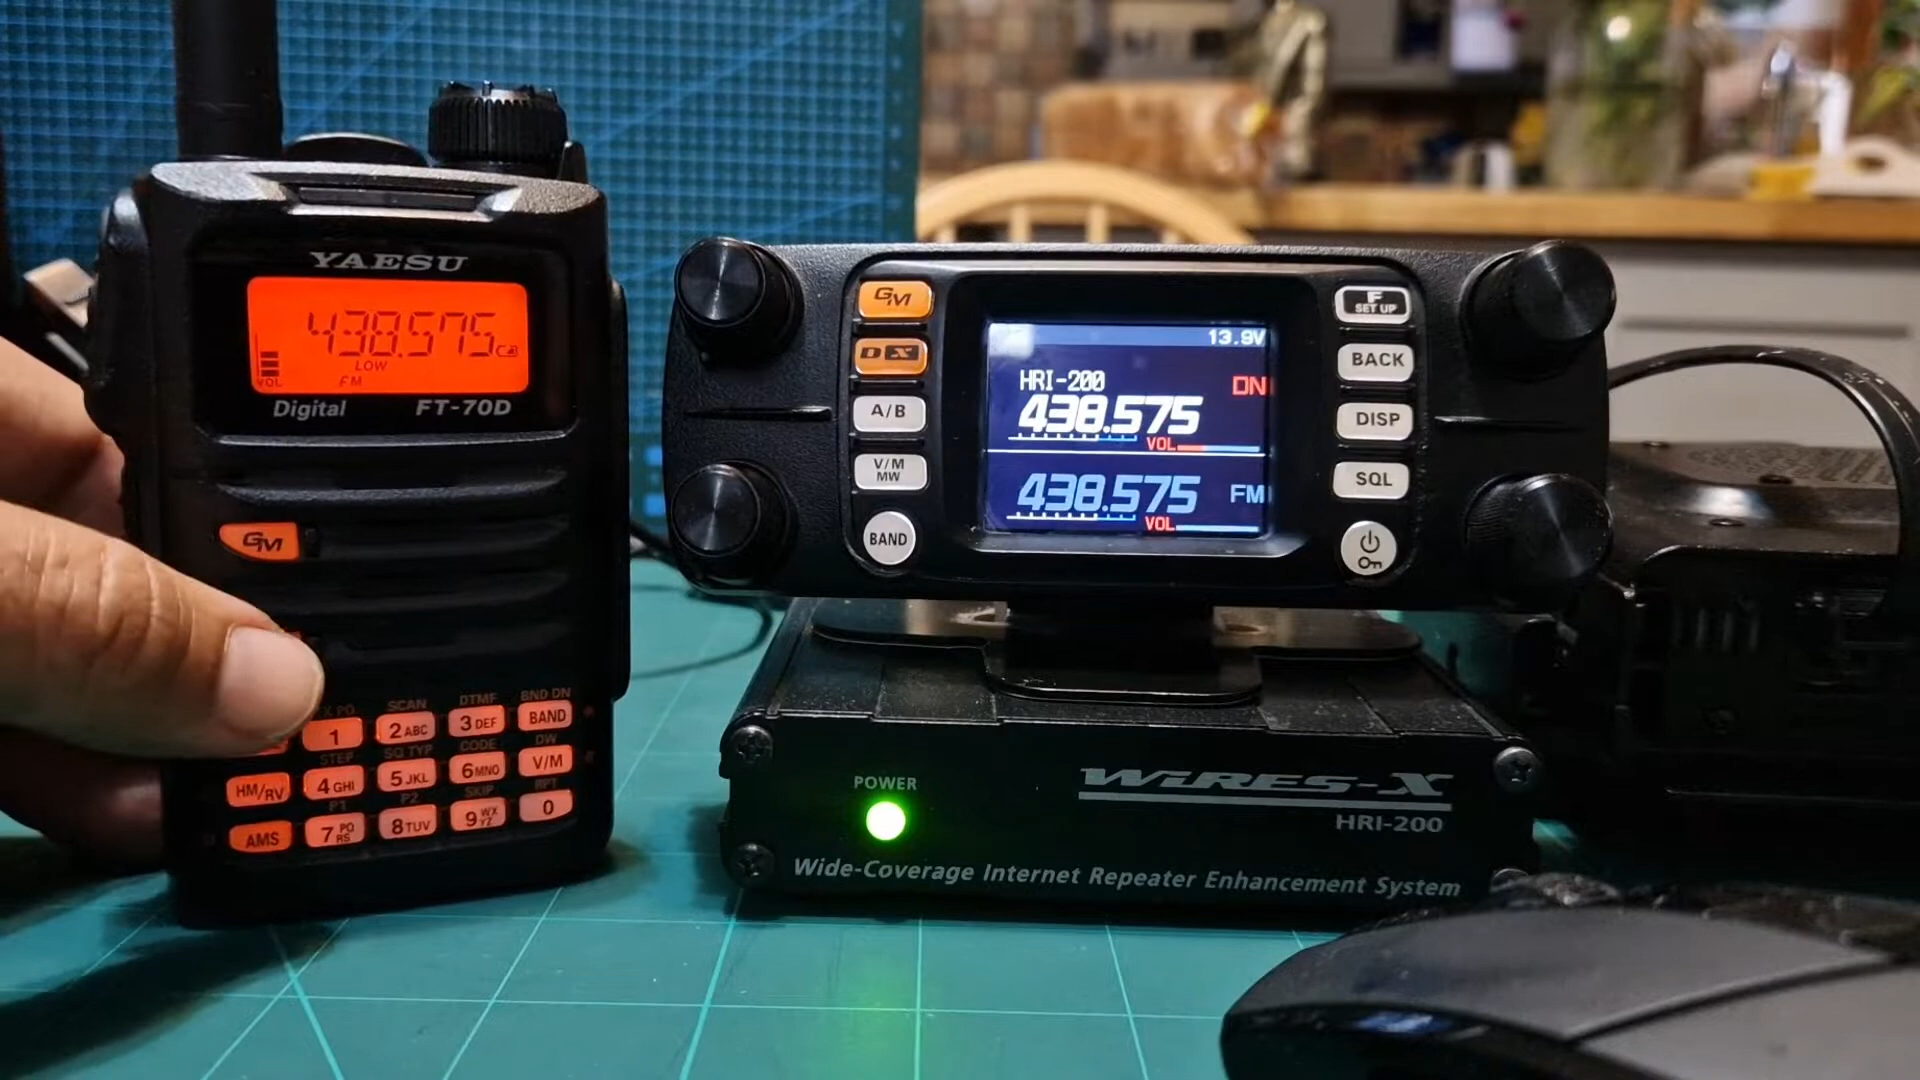 YAESU
438.575
LOW
VOL
FM
Digital FT-70D
GM
SCAN DTMF BND DN
1 2 ABC 3 DEF BAND
STEP SQ TYP CODE DW
HM/RV 4 GHI 5 JKL 6 MNO V/M
P1 P2 SKIP RPT
AMS 7 PQ RS 8 TUV 9 WX YZ 0
GM
DX
A/B
V/M
MW
BAND
13.9V
HRI-200 DN
438.575
VOL
438.575 FM
VOL
F
SET UP
BACK
DISP
SQL
POWER
WiRES-X
HRI-200
Wide-Coverage Internet Repeater Enhancement System